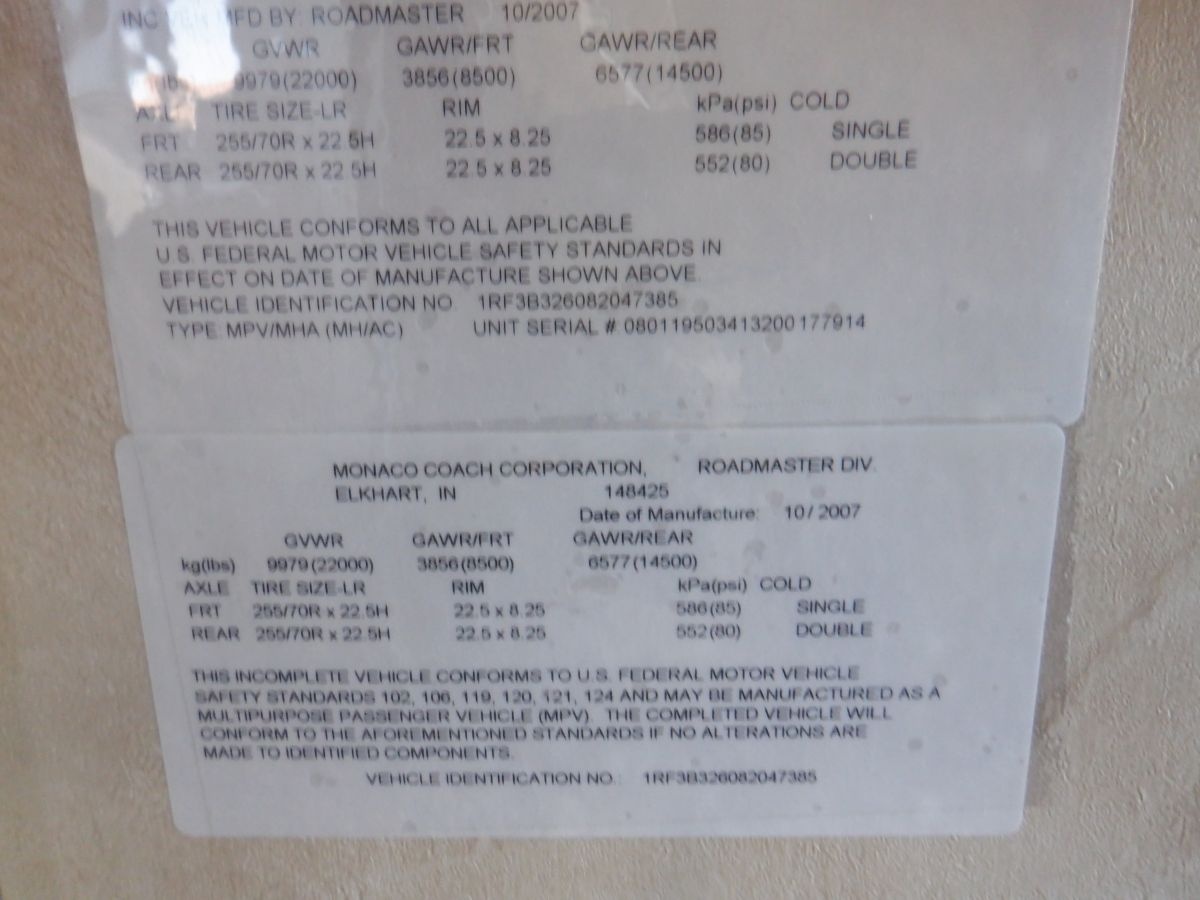 INC VEH MFD BY: ROADMASTER 10/2007
GVWR GAWR/FRT GAWR/REAR
9979(22000) 3856(8500) 6577(14500)
AXLE TIRE SIZE-LR RIM kPa(psi) COLD
FRT 255/70R x 22.5H 22.5 x 8.25 586(85) SINGLE
REAR 255/70R x 22.5H 22.5 x 8.25 552(80) DOUBLE
THIS VEHICLE CONFORMS TO ALL APPLICABLE
U.S. FEDERAL MOTOR VEHICLE SAFETY STANDARDS IN
EFFECT ON DATE OF MANUFACTURE SHOWN ABOVE.
VEHICLE IDENTIFICATION NO. 1RF3B326082047385
TYPE: MPV/MHA (MH/AC) UNIT SERIAL #: 080119503413200177914
MONACO COACH CORPORATION, ROADMASTER DIV.
ELKHART, IN 148425
Date of Manufacture: 10/2007
GVWR GAWR/FRT GAWR/REAR
kg(lbs) 9979(22000) 3856(8500) 6577(14500)
AXLE TIRE SIZE-LR RIM kPa(psi) COLD
FRT 255/70R x 22.5H 22.5 x 8.25 586(85) SINGLE
REAR 255/70R x 22.5H 22.5 x 8.25 552(80) DOUBLE
THIS INCOMPLETE VEHICLE CONFORMS TO U.S. FEDERAL MOTOR VEHICLE
SAFETY STANDARDS 102, 106, 119, 120, 121, 124 AND MAY BE MANUFACTURED AS A
MULTIPURPOSE PASSENGER VEHICLE (MPV). THE COMPLETED VEHICLE WILL
CONFORM TO THE AFOREMENTIONED STANDARDS IF NO ALTERATIONS ARE
MADE TO IDENTIFIED COMPONENTS.
VEHICLE IDENTIFICATION NO.: 1RF3B326082047385